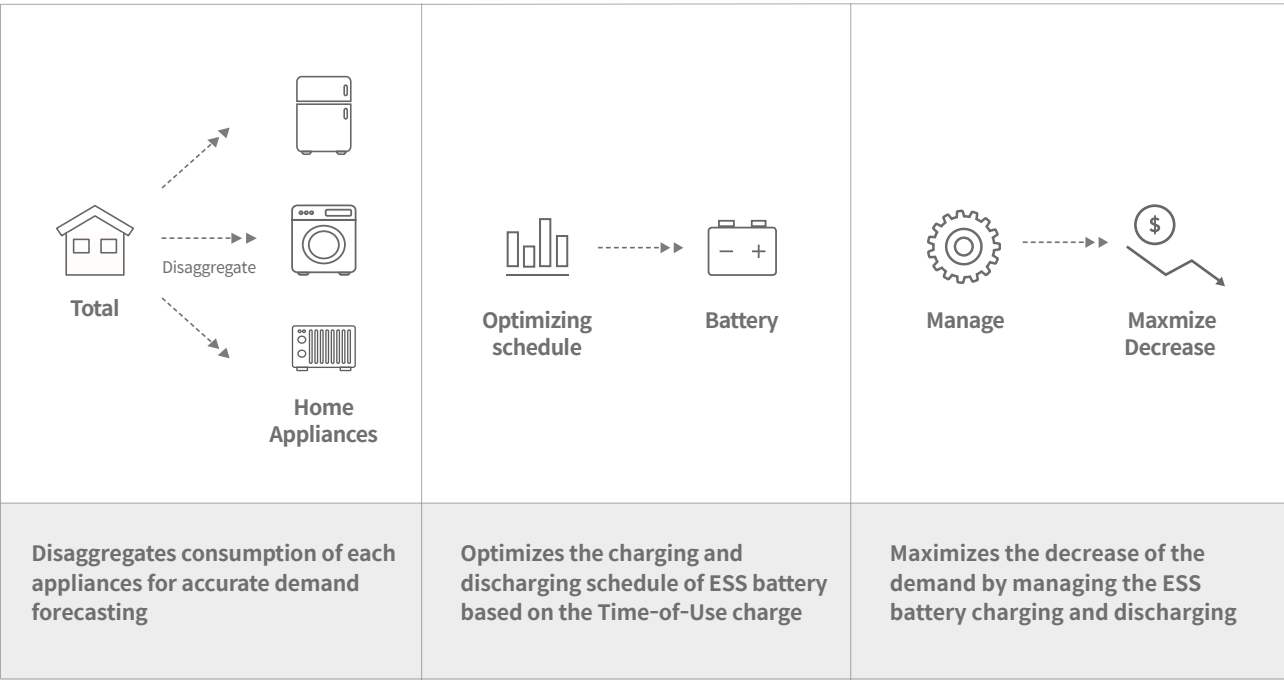 Disaggregate
Total
Home
Appliances
Optimizing
schedule
Battery
$
Manage
Maxmize
Decrease
Disaggregates consumption of each
appliances for accurate demand
forecasting
Optimizes the charging and
discharging schedule of ESS battery
based on the Time-of-Use charge
Maximizes the decrease of the
demand by managing the ESS
battery charging and discharging